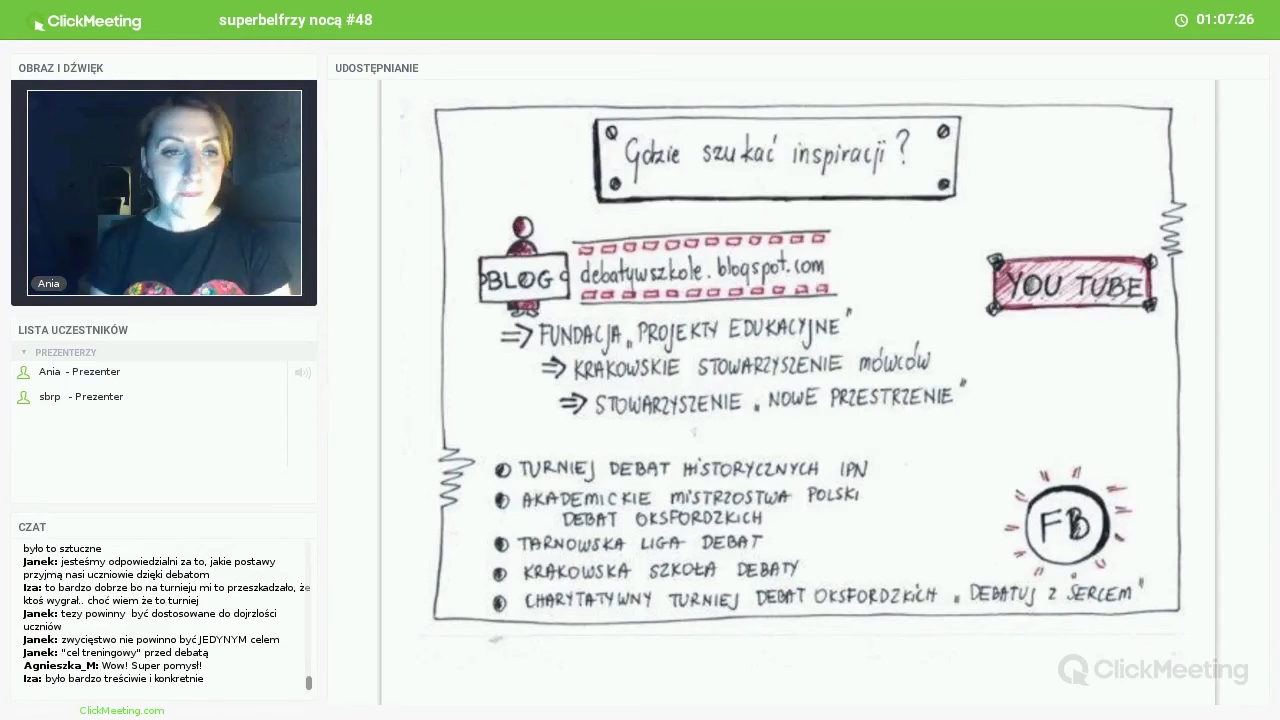 ClickMeeting
superbelfrzy nocą #48
01:07:26
OBRAZ I DŹWIĘK
Ania
LISTA UCZESTNIKÓW
PREZENTERZY
Ania - Prezenter
sbrp - Prezenter
CZAT
było to sztuczne
Janek: jesteśmy odpowiedzialni za to, jakie postawy
przyjmą nasi uczniowie dzięki debatom
Iza: to bardzo dobrze bo na turnieju mi to przeszkadzało, że
ktoś wygrał.. choć wiem że to turniej
Janek: tezy powinny być dostosowane do dojrzlości
uczniów
Janek: zwycięstwo nie powinno być JEDYNYM celem
Janek: "cel treningowy" przed debatą
Agnieszka_M: Wow! Super pomysł!
Iza: było bardzo treściwie i konkretnie
ClickMeeting.com
UDOSTĘPNIANIE
Gdzie szukać inspiracji?
BLOG
debatywszkole.blogspot.com
YOU TUBE
⇒ FUNDACJA „PROJEKTY EDUKACYJNE"
⇒ KRAKOWSKIE STOWARZYSZENIE MÓWCÓW
⇒ STOWARZYSZENIE „NOWE PRZESTRZENIE"
TURNIEJ DEBAT HISTORYCZNYCH IPN
AKADEMICKIE MISTRZOSTWA POLSKI
DEBAT OKSFORDZKICH
TARNOWSKA LIGA DEBAT
KRAKOWSKA SZKOŁA DEBATY
CHARYTATYWNY TURNIEJ DEBAT OKSFORDZKICH „DEBATUJ Z SERCEM"
FB
ClickMeeting